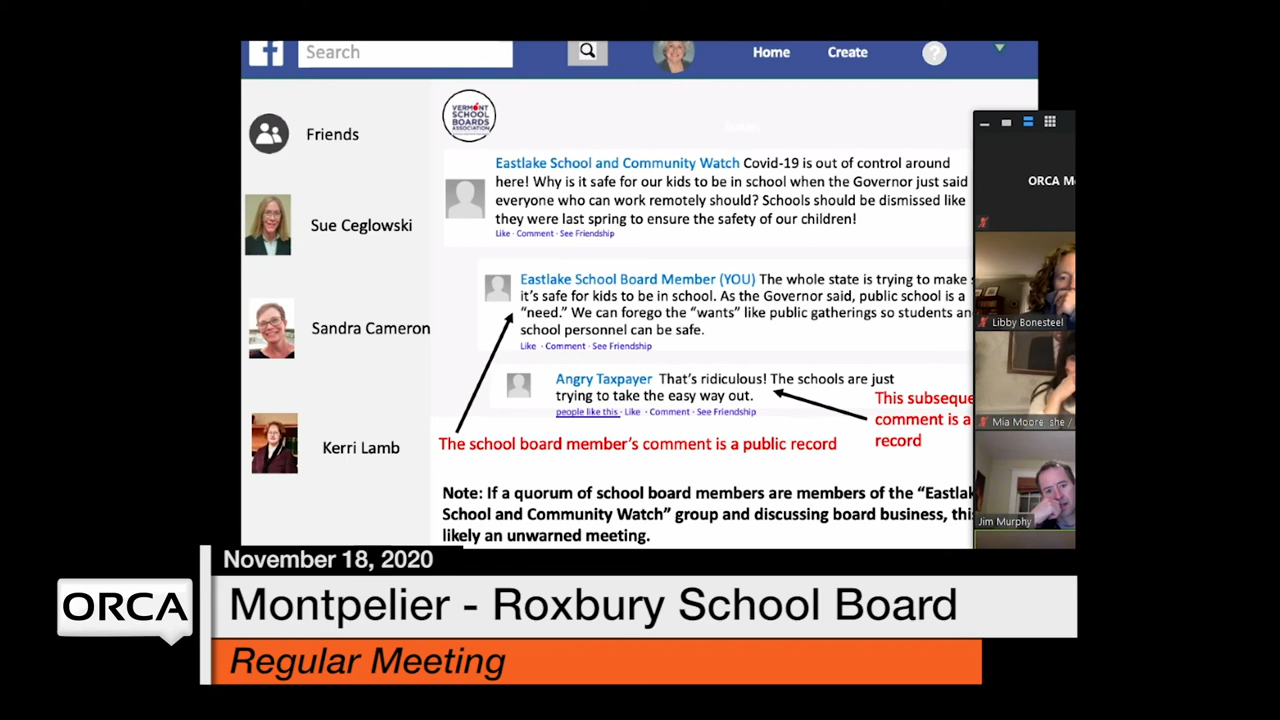 Search
Home
Create
?
Friends
VERMONT
SCHOOL
BOARDS
ASSOCIATION
Eastlake School and Community Watch Covid-19 is out of control around
here! Why is it safe for our kids to be in school when the Governor just said
everyone who can work remotely should? Schools should be dismissed like
they were last spring to ensure the safety of our children!
Like · Comment · See Friendship
Sue Ceglowski
Eastlake School Board Member (YOU) The whole state is trying to make s
it's safe for kids to be in school. As the Governor said, public school is a
"need." We can forego the "wants" like public gatherings so students an
school personnel can be safe.
Like · Comment · See Friendship
Sandra Cameron
Angry Taxpayer That's ridiculous! The schools are just
trying to take the easy way out.
people like this · Like · Comment · See Friendship
This subseque
comment is a
record
The school board member's comment is a public record
Kerri Lamb
Note: If a quorum of school board members are members of the "Eastlak
School and Community Watch" group and discussing board business, this
likely an unwarned meeting.
ORCA M
Libby Bonesteel
Mia Moore she /
Jim Murphy
November 18, 2020
ORCA
Montpelier - Roxbury School Board
Regular Meeting